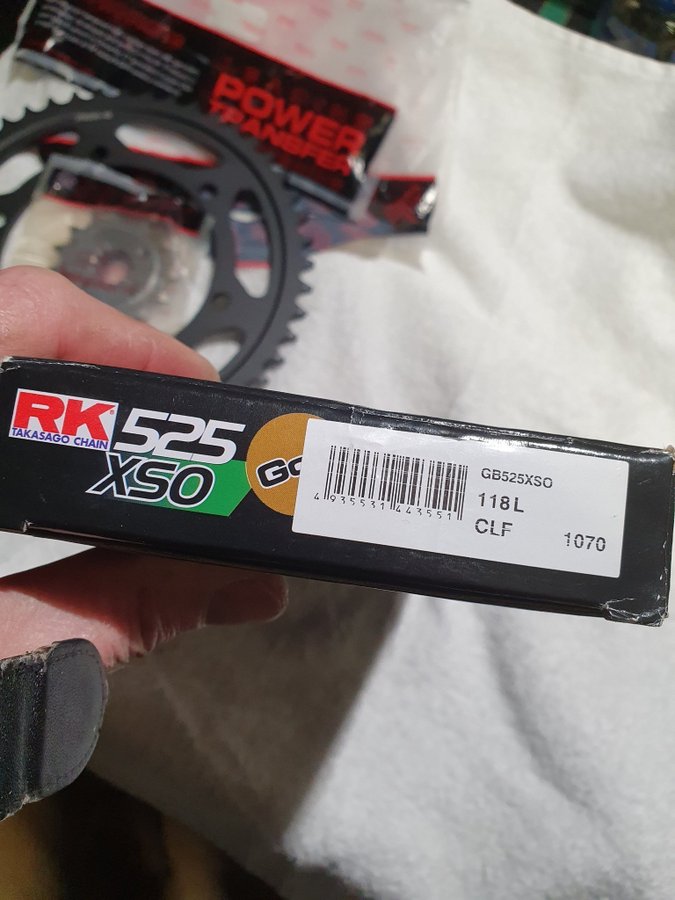 POWER
TRANSFER
RK
TAKASAGO CHAIN
525
XSO
4 935531 443551
GB525XSO
118L
CLF
1070